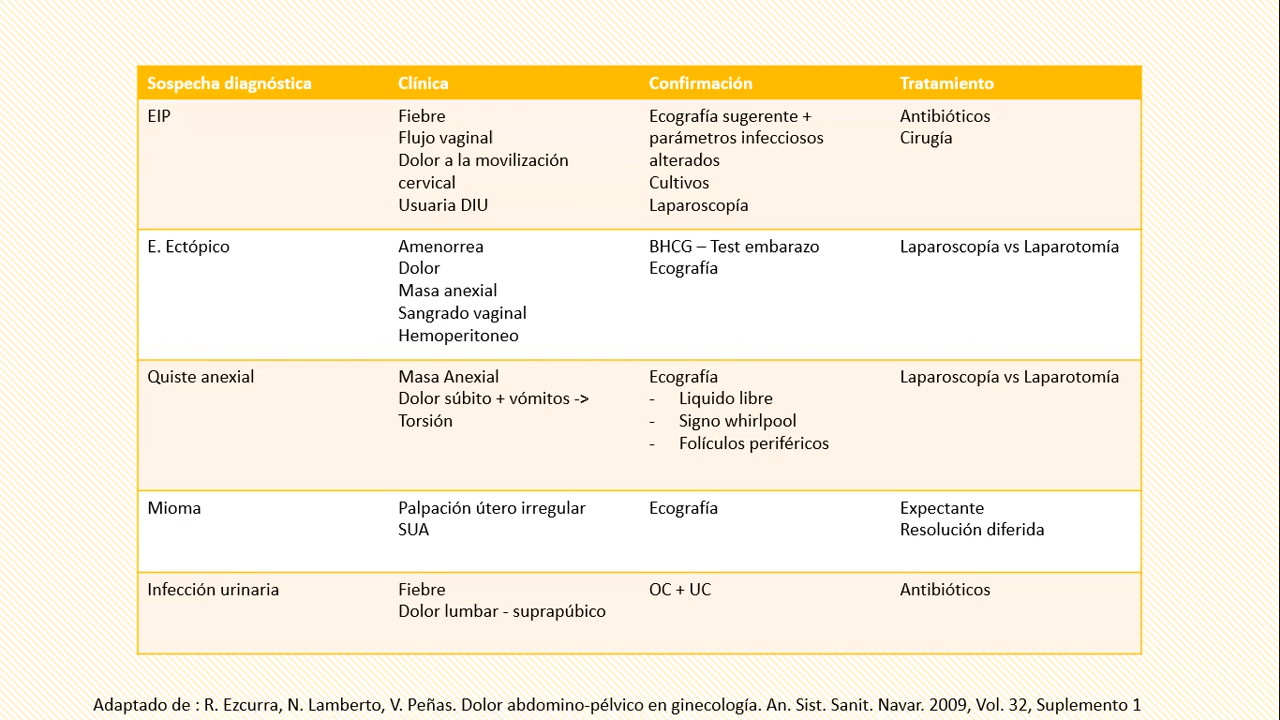 Sospecha diagnóstica Clínica Confirmación Tratamiento
EIP
Fiebre
Flujo vaginal
Dolor a la movilización
cervical
Usuaria DIU
Ecografía sugerente +
parámetros infecciosos
alterados
Cultivos
Laparoscopía
Antibióticos
Cirugía
E. Ectópico
Amenorrea
Dolor
Masa anexial
Sangrado vaginal
Hemoperitoneo
BHCG – Test embarazo
Ecografía
Laparoscopía vs Laparotomía
Quiste anexial
Masa Anexial
Dolor súbito + vómitos ->
Torsión
Ecografía
- Liquido libre
- Signo whirlpool
- Folículos periféricos
Laparoscopía vs Laparotomía
Mioma
Palpación útero irregular
SUA
Ecografía
Expectante
Resolución diferida
Infección urinaria
Fiebre
Dolor lumbar - suprapúbico
OC + UC
Antibióticos
Adaptado de : R. Ezcurra, N. Lamberto, V. Peñas. Dolor abdomino-pélvico en ginecología. An. Sist. Sanit. Navar. 2009, Vol. 32, Suplemento 1